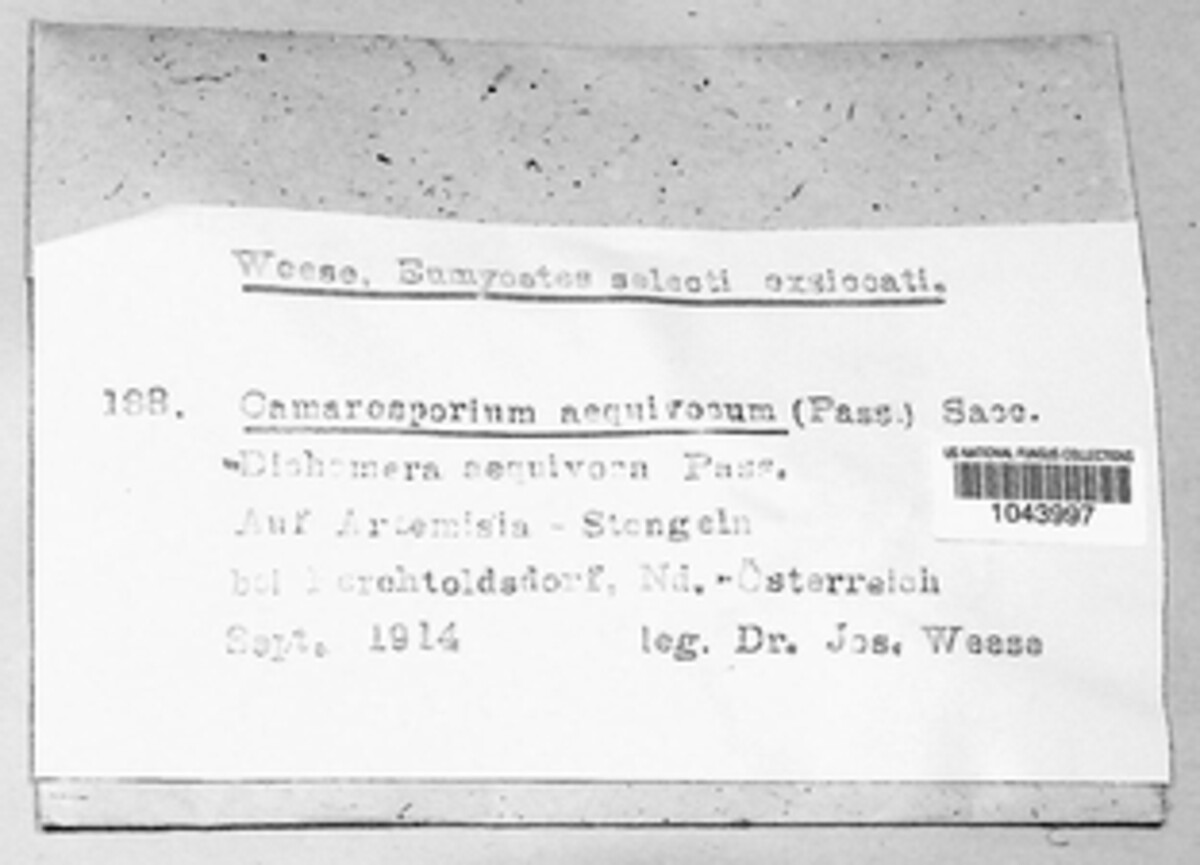 Weese, Eumycetes selecti exsiccati.
198. Camarosporium aequivocum (Pass.) Sacc.
=Dichomera aequivoca Pass.
Auf Artemisia - Stengeln
bei Perchtoldsdorf, Nd.-Österreich
Sept. 1914 leg. Dr. Jos. Weese
US NATIONAL FUNGUS COLLECTIONS
1043997